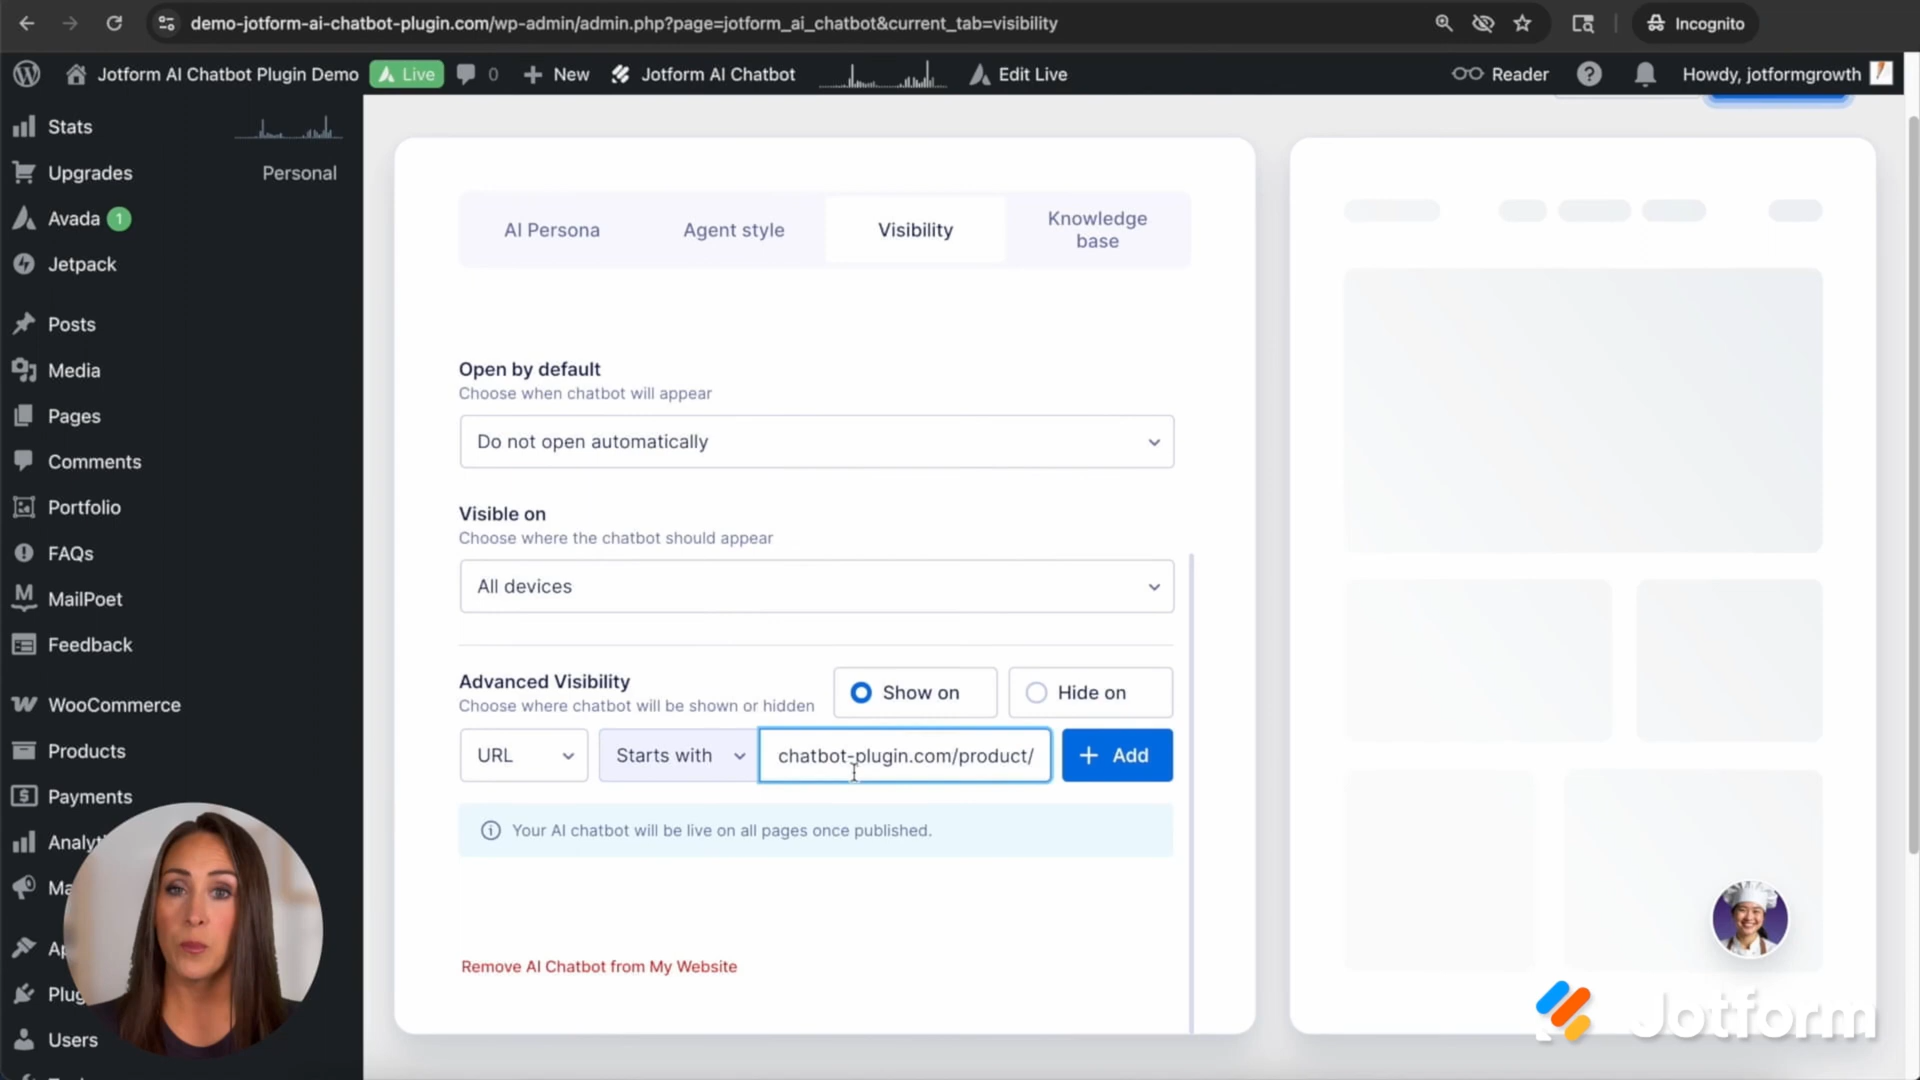 demo-jotform-ai-chatbot-plugin.com/wp-admin/admin.php?page=jotform_ai_chatbot&current_tab=visibility
Incognito
Jotform AI Chatbot Plugin Demo
Live
0
New
Jotform AI Chatbot
Edit Live
Reader
Howdy, jotformgrowth
Stats
Upgrades
Personal
Avada
1
Jetpack
Posts
Media
Pages
Comments
Portfolio
FAQs
MailPoet
Feedback
WooCommerce
Products
Payments
Users
AI Persona
Agent style
Visibility
Knowledge
base
Open by default
Choose when chatbot will appear
Do not open automatically
Visible on
Choose where the chatbot should appear
All devices
Advanced Visibility
Choose where chatbot will be shown or hidden
Show on
Hide on
URL
Starts with
chatbot-plugin.com/product/
+ Add
Your AI chatbot will be live on all pages once published.
Remove AI Chatbot from My Website
Jotform